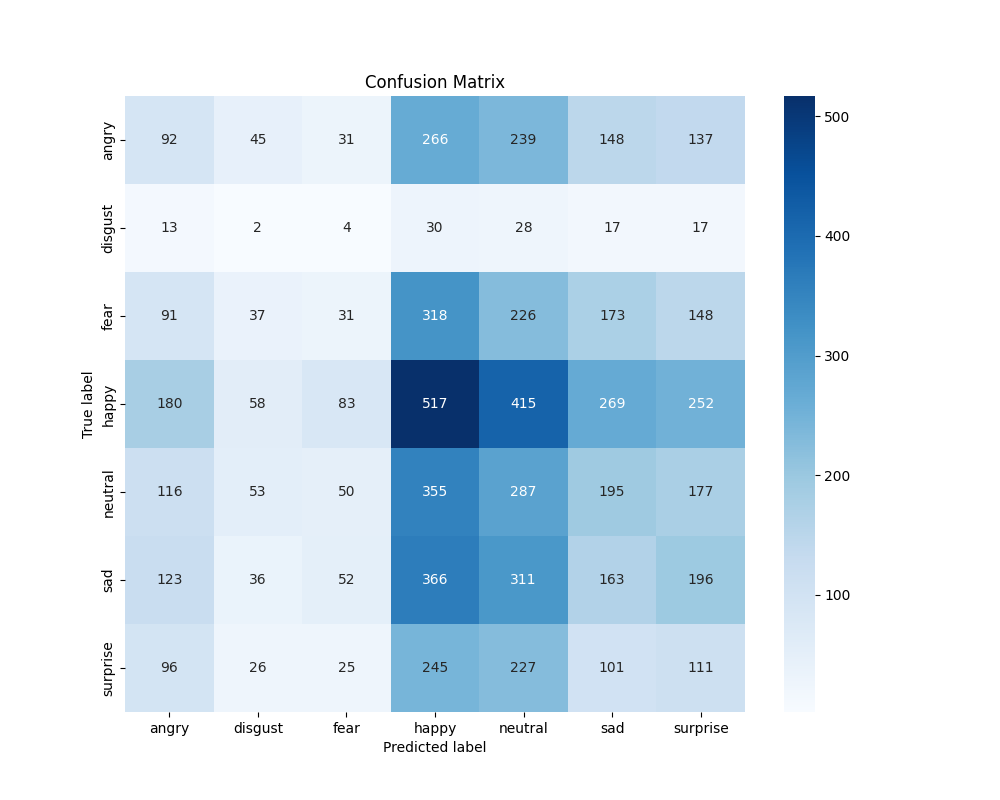 Confusion Matrix
angry 92 45 31 266 239 148 137
disgust 13 2 4 30 28 17 17
fear 91 37 31 318 226 173 148
happy 180 58 83 517 415 269 252
neutral 116 53 50 355 287 195 177
sad 123 36 52 366 311 163 196
surprise 96 26 25 245 227 101 111
angry disgust fear happy neutral sad surprise
Predicted label
True label
500
400
300
200
100